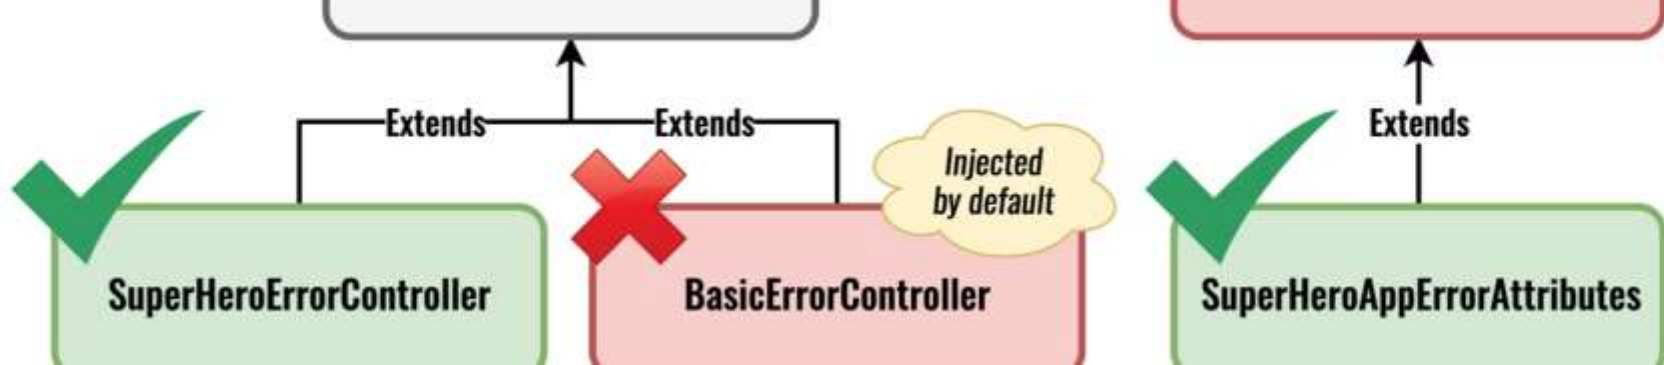 Extends
Extends
Extends
Injected
by default
SuperHeroErrorController
BasicErrorController
SuperHeroAppErrorAttributes